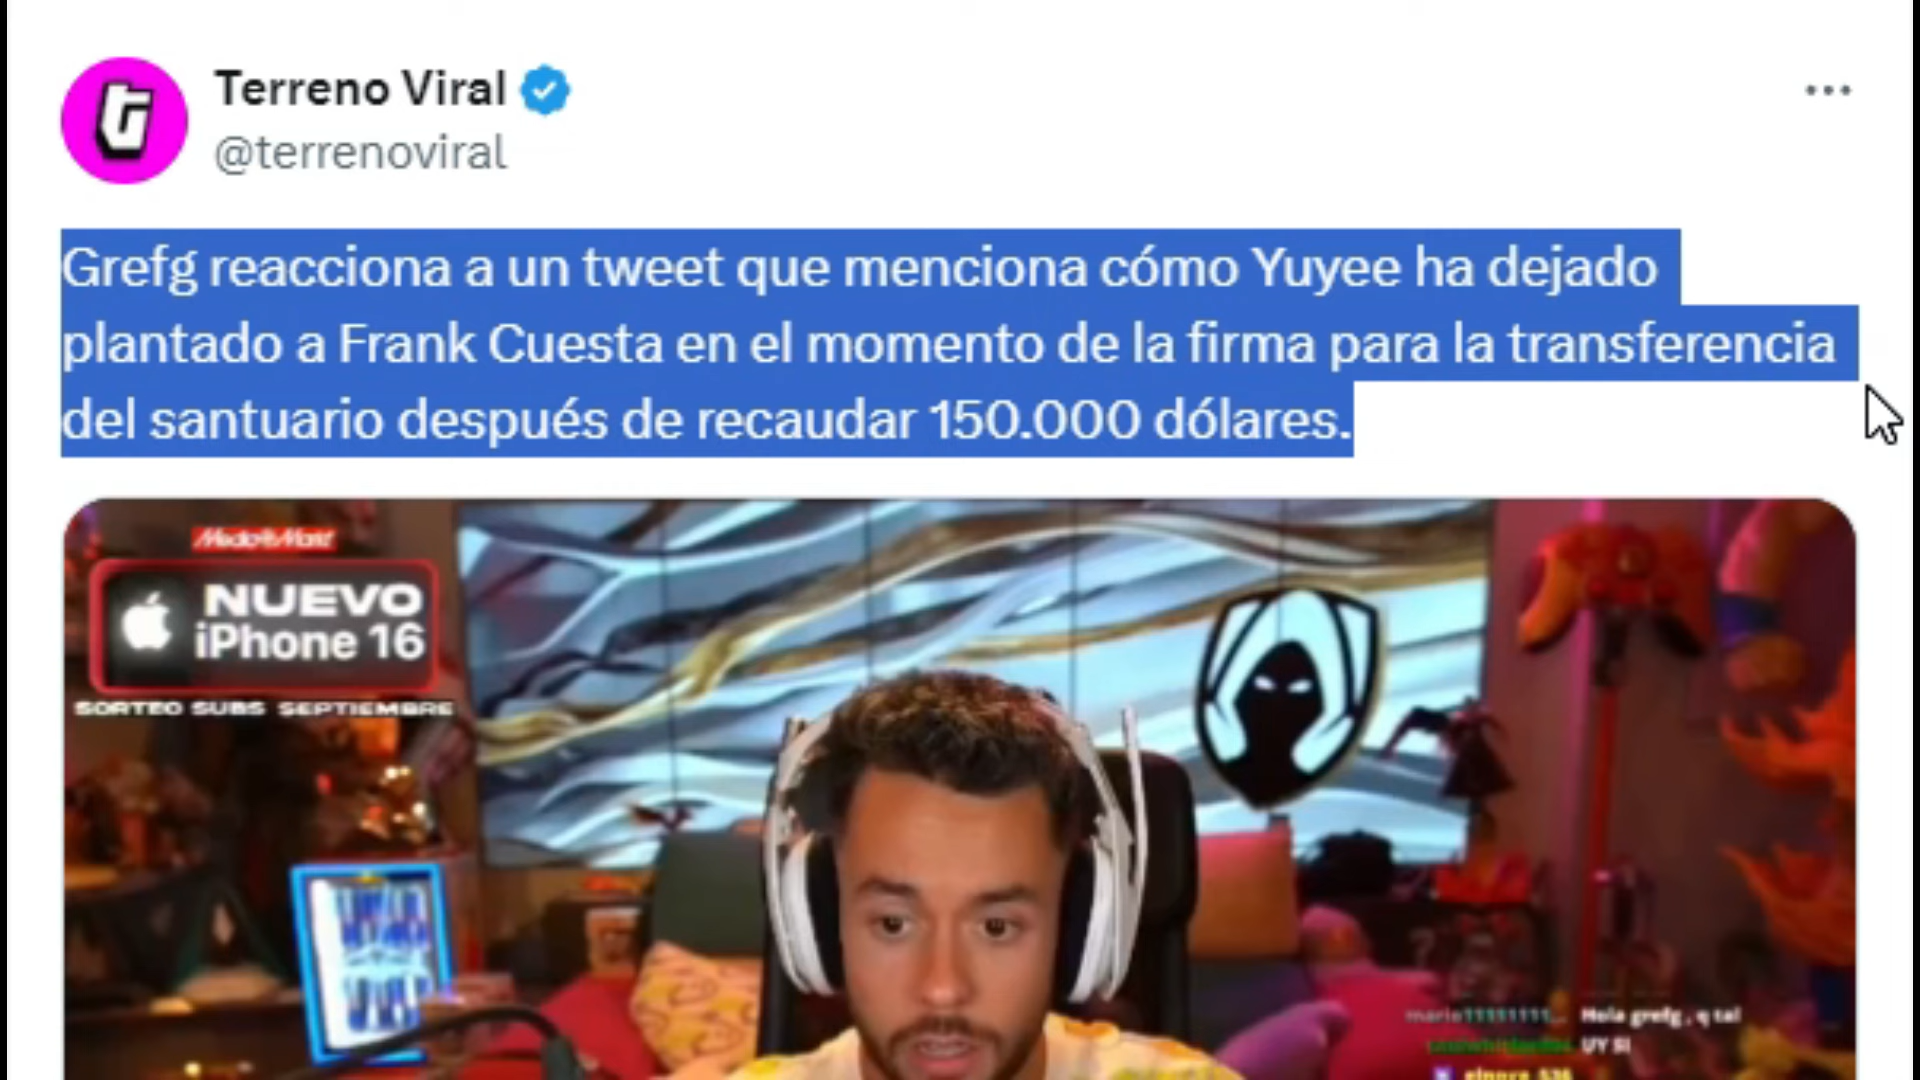 Terreno Viral
@terrenoviral
Grefg reacciona a un tweet que menciona cómo Yuyee ha dejado
plantado a Frank Cuesta en el momento de la firma para la transferencia
del santuario después de recaudar 150.000 dólares.
MediaMarkt
NUEVO
iPhone 16
SORTEO SUBS SEPTIEMBRE
Hola grefg, q tal
UY SI